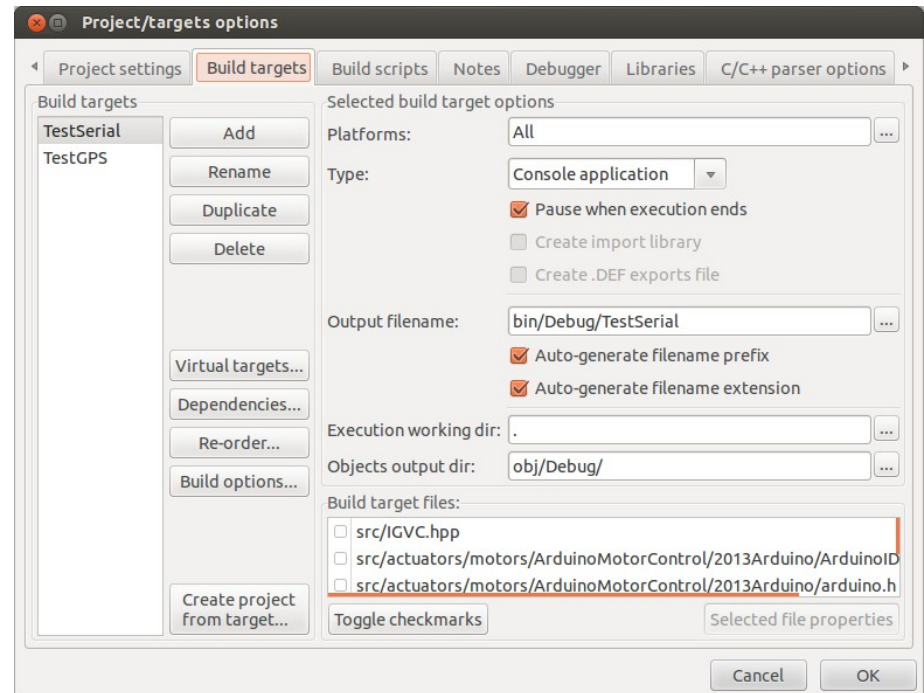 Project/targets options
Project settings
Build targets
Build scripts
Notes
Debugger
Libraries
C/C++ parser options
Build targets
TestSerial
TestGPS
Add
Rename
Duplicate
Delete
Virtual targets...
Dependencies...
Re-order...
Build options...
Create project
from target...
Selected build target options
Platforms:
All
...
Type:
Console application
Pause when execution ends
Create import library
Create .DEF exports file
Output filename:
bin/Debug/TestSerial
...
Auto-generate filename prefix
Auto-generate filename extension
Execution working dir:
.
...
Objects output dir:
obj/Debug/
...
Build target files:
src/IGVC.hpp
src/actuators/motors/ArduinoMotorControl/2013Arduino/ArduinoID
src/actuators/motors/ArduinoMotorControl/2013Arduino/arduino.h
Toggle checkmarks
Selected file properties
Cancel
OK